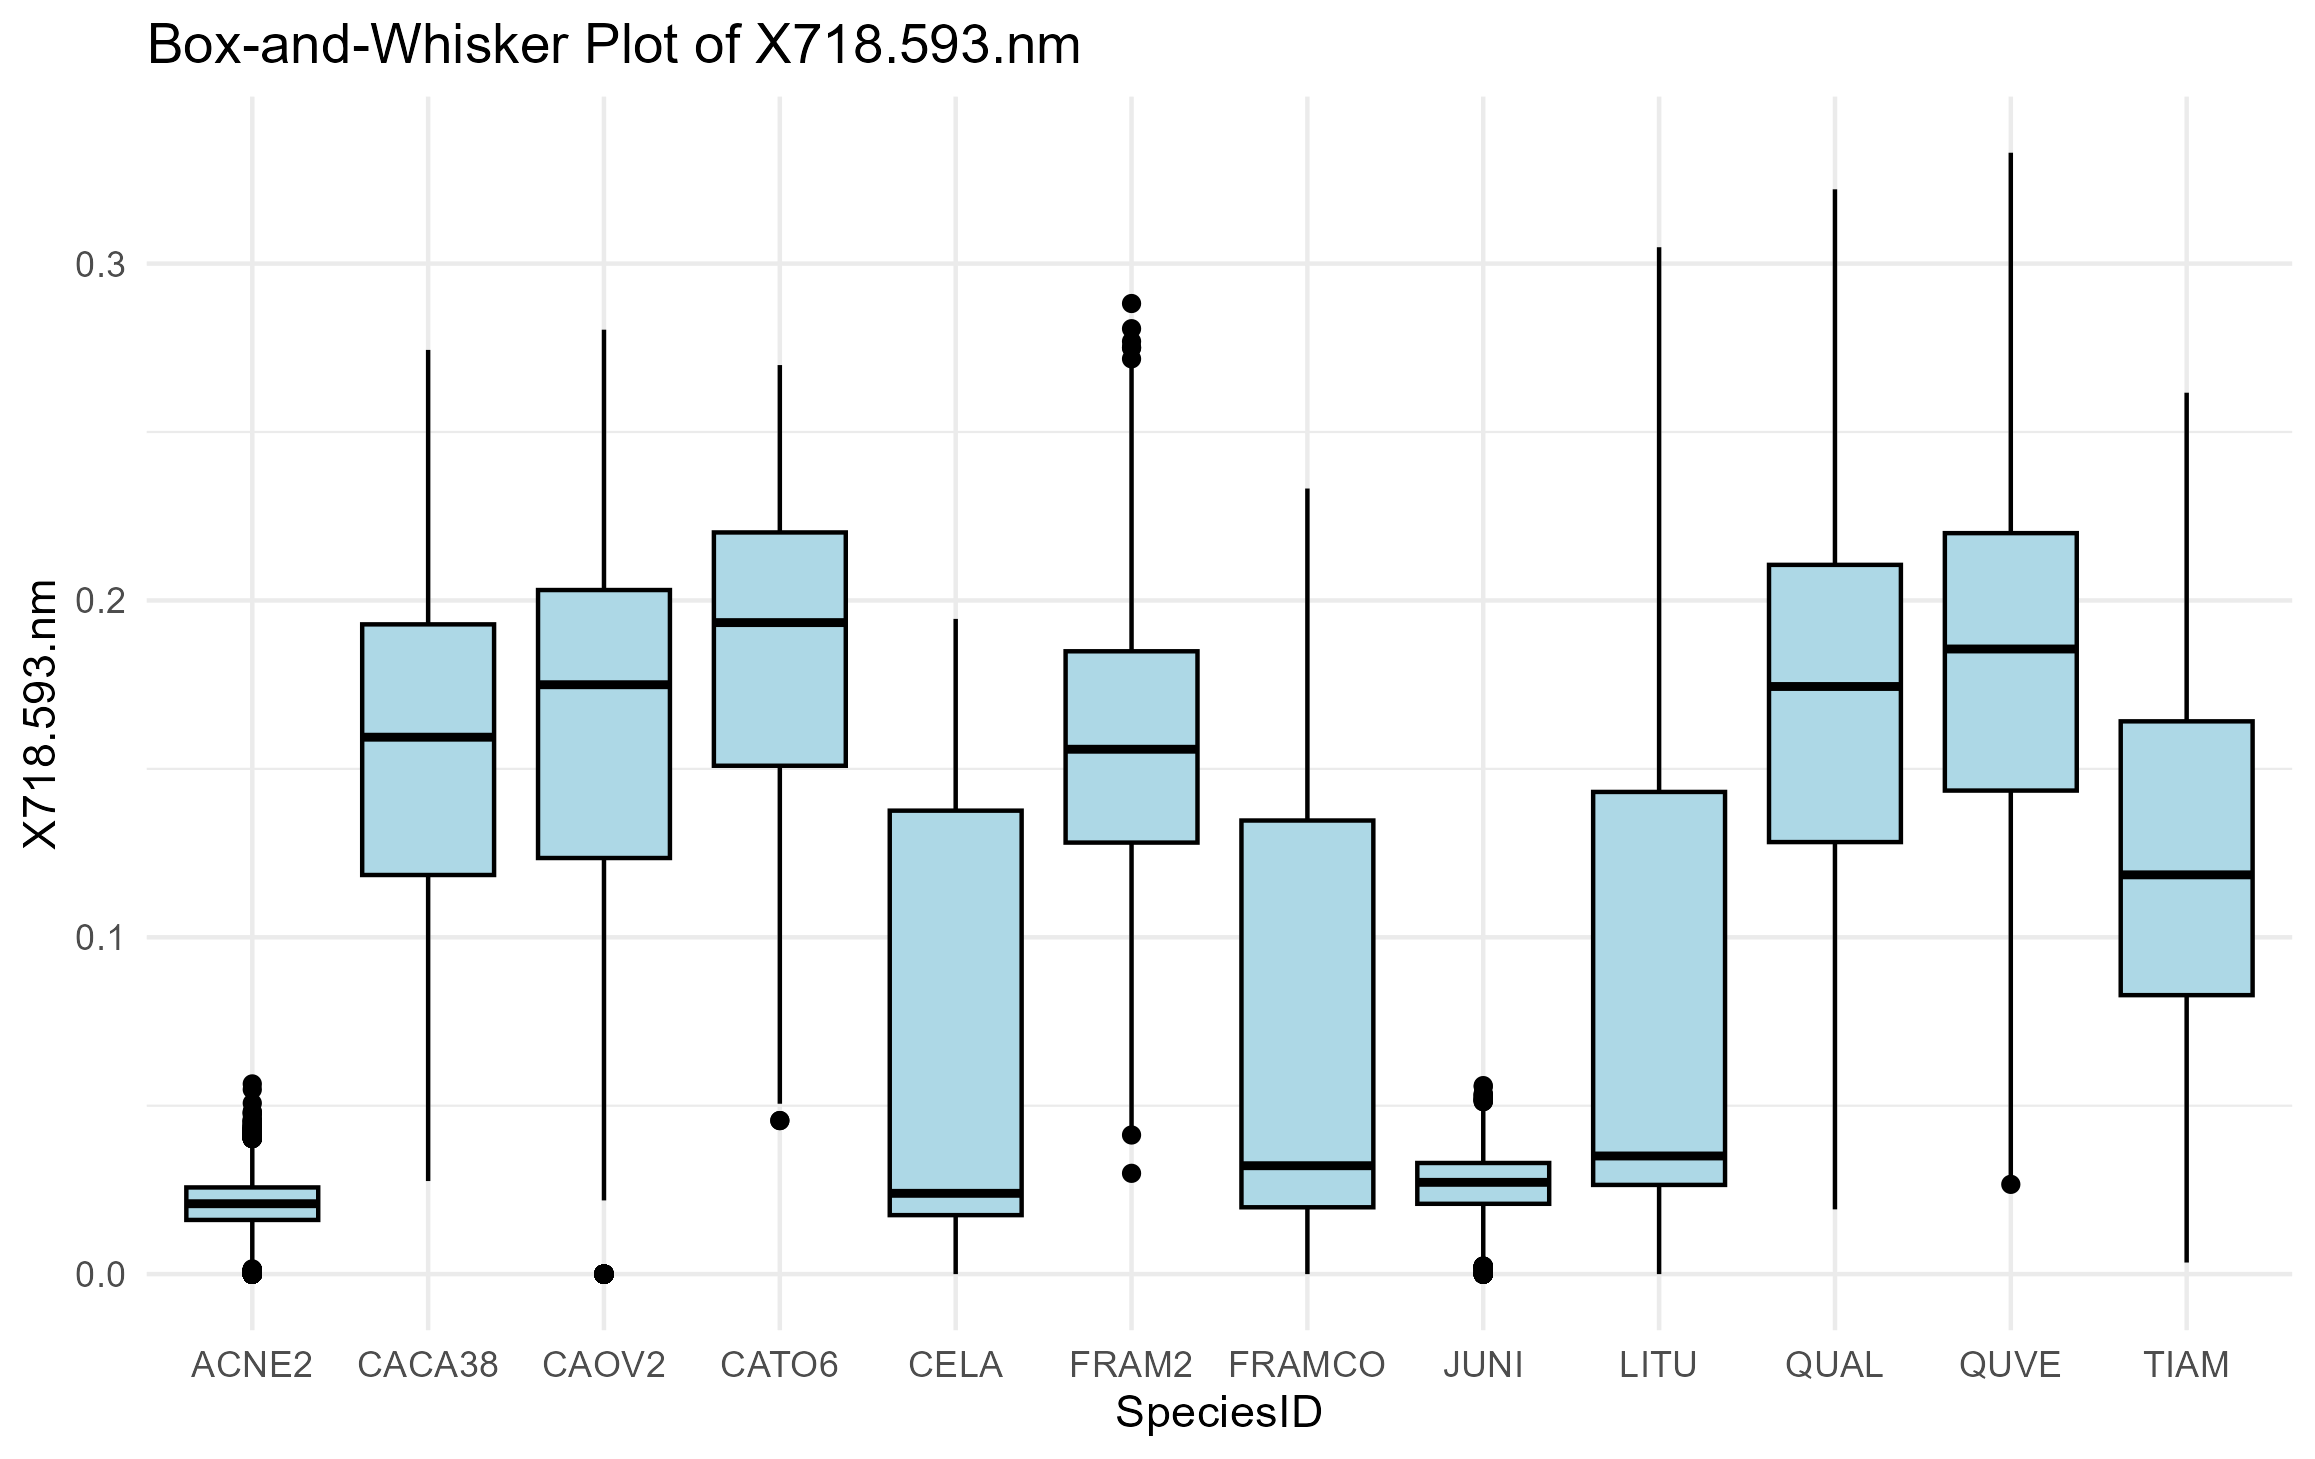 Box-and-Whisker Plot of X718.593.nm
X718.593.nm
0.3
0.2
0.1
0.0
ACNE2 CACA38 CAOV2 CATO6 CELA FRAM2 FRAMCO JUNI LITU QUAL QUVE TIAM
SpeciesID